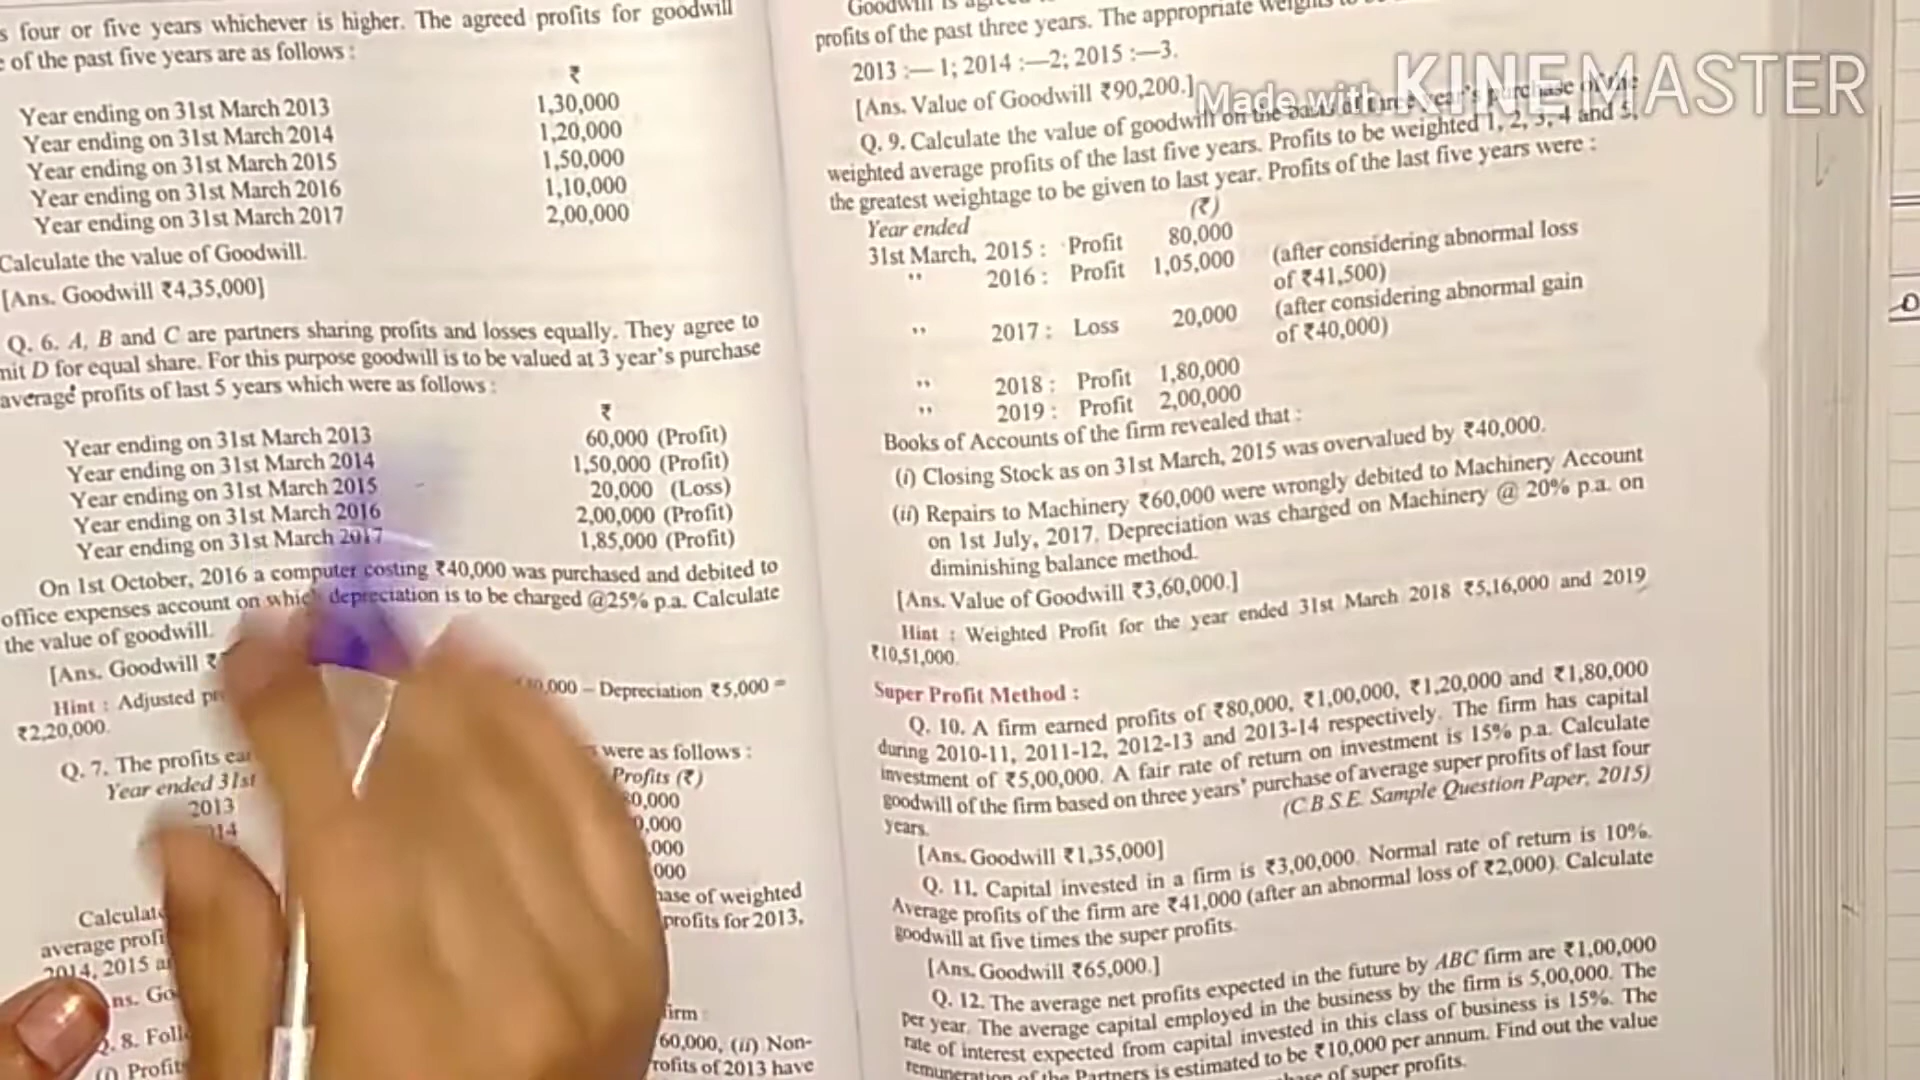 s four or five years whichever is higher. The agreed profits for goodwill
of the past five years are as follows :
₹
Year ending on 31st March 2013 1,30,000
Year ending on 31st March 2014 1,20,000
Year ending on 31st March 2015 1,50,000
Year ending on 31st March 2016 1,10,000
Year ending on 31st March 2017 2,00,000
Calculate the value of Goodwill.
[Ans. Goodwill ₹4,35,000]
Q. 6. A, B and C are partners sharing profits and losses equally. They agree to
mit D for equal share. For this purpose goodwill is to be valued at 3 year's purchase
average profits of last 5 years which were as follows :
₹
Year ending on 31st March 2013 60,000 (Profit)
Year ending on 31st March 2014 1,50,000 (Profit)
Year ending on 31st March 2015 20,000 (Loss)
Year ending on 31st March 2016 2,00,000 (Profit)
Year ending on 31st March 2017 1,85,000 (Profit)
On 1st October, 2016 a computer costing ₹40,000 was purchased and debited to
office expenses account on which depreciation is to be charged @25% p.a. Calculate
the value of goodwill.
[Ans. Goodwill ₹
Hint : Adjusted – Depreciation ₹5,000 =
₹2,20,000.
Q. 7. The profits were as follows :
Year ended 31st Profits (₹)
2013 0,000
14 0,000
,000
000
Calculate ase of weighted
average profits for 2013,
2014, 2015
ns. Go
Q. 8. Foll firm :
(i) Profit 60,000, (ii) Non-
rofits of 2013 have
Goodwill is
profits of the past three years. The appropriate weights to be
2013 :— 1; 2014 :—2; 2015 :—3.
[Ans. Value of Goodwill ₹90,200.]
Made with KINEMASTER
Q. 9. Calculate the value of goodwill on the basis of three year's purchase of the
weighted average profits of the last five years. Profits to be weighted 1, 2, 3, 4 and 5,
the greatest weightage to be given to last year. Profits of the last five years were :
Year ended (₹)
31st March, 2015 : Profit 80,000
,, 2016 : Profit 1,05,000 (after considering abnormal loss
of ₹41,500)
,, 2017 : Loss 20,000 (after considering abnormal gain
of ₹40,000)
,, 2018 : Profit 1,80,000
,, 2019 : Profit 2,00,000
Books of Accounts of the firm revealed that :
(i) Closing Stock as on 31st March, 2015 was overvalued by ₹40,000.
(ii) Repairs to Machinery ₹60,000 were wrongly debited to Machinery Account
on 1st July, 2017. Depreciation was charged on Machinery @ 20% p.a. on
diminishing balance method.
[Ans. Value of Goodwill ₹3,60,000.]
Hint : Weighted Profit for the year ended 31st March 2018 ₹5,16,000 and 2019
₹10,51,000.
Super Profit Method :
Q. 10. A firm earned profits of ₹80,000, ₹1,00,000, ₹1,20,000 and ₹1,80,000
during 2010-11, 2011-12, 2012-13 and 2013-14 respectively. The firm has capital
investment of ₹5,00,000. A fair rate of return on investment is 15% p.a. Calculate
goodwill of the firm based on three years' purchase of average super profits of last four
years. (C.B.S.E. Sample Question Paper, 2015)
[Ans. Goodwill ₹1,35,000]
Q. 11. Capital invested in a firm is ₹3,00,000. Normal rate of return is 10%.
Average profits of the firm are ₹41,000 (after an abnormal loss of ₹2,000). Calculate
goodwill at five times the super profits.
[Ans. Goodwill ₹65,000.]
Q. 12. The average net profits expected in the future by ABC firm are ₹1,00,000
per year. The average capital employed in the business by the firm is 5,00,000. The
rate of interest expected from capital invested in this class of business is 15%. The
remuneration of the Partners is estimated to be ₹10,000 per annum. Find out the value
of super profits.